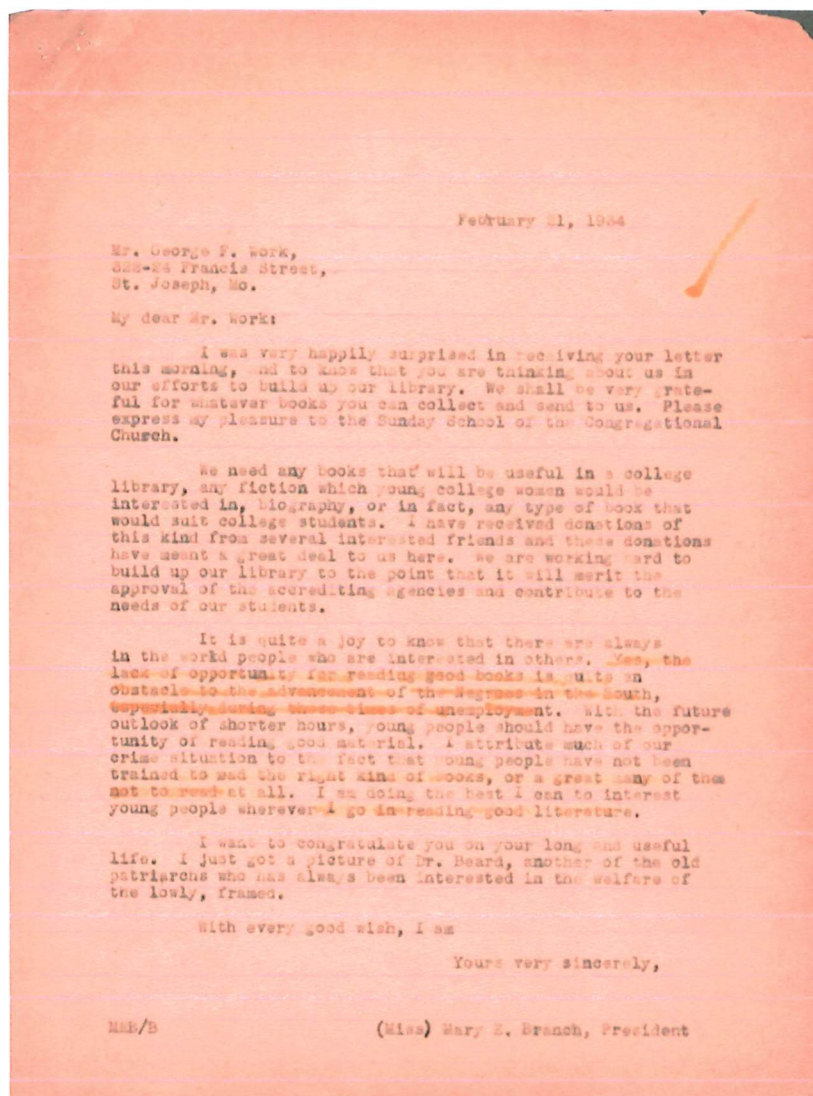 February 21, 1934
Mr. George F. Work,
322-24 Francis Street,
St. Joseph, Mo.
My dear Mr. Work:
I was very happily surprised in receiving your letter
this morning, and to know that you are thinking about us in
our efforts to build up our library. We shall be very grate-
ful for whatever books you can collect and send to us. Please
express my pleasure to the Sunday School of the Congregational
Church.
We need any books that will be useful in a college
library, any fiction which young college women would be
interested in, biography, or in fact, any type of book that
would suit college students. I have received donations of
this kind from several interested friends and these donations
have meant a great deal to us here. We are working hard to
build up our library to the point that it will merit the
approval of the accrediting agencies and contribute to the
needs of our students.
It is quite a joy to know that there are always
in the world people who are interested in others. Yes, the
lack of opportunity for reading good books is quite an
obstacle to the advancement of the Negroes in the South,
especially during these times of unemployment. With the future
outlook of shorter hours, young people should have the oppor-
tunity of reading good material. I attribute much of our
crime situation to the fact that young people have not been
trained to read the right kind of books, or a great many of them
not to read at all. I am doing the best I can to interest
young people wherever I go in reading good literature.
I want to congratulate you on your long and useful
life. I just got a picture of Dr. Beard, another of the old
patriarchs who has always been interested in the welfare of
the lowly, framed.
With every good wish, I am
Yours very sincerely,
MEB/B (Miss) Mary E. Branch, President